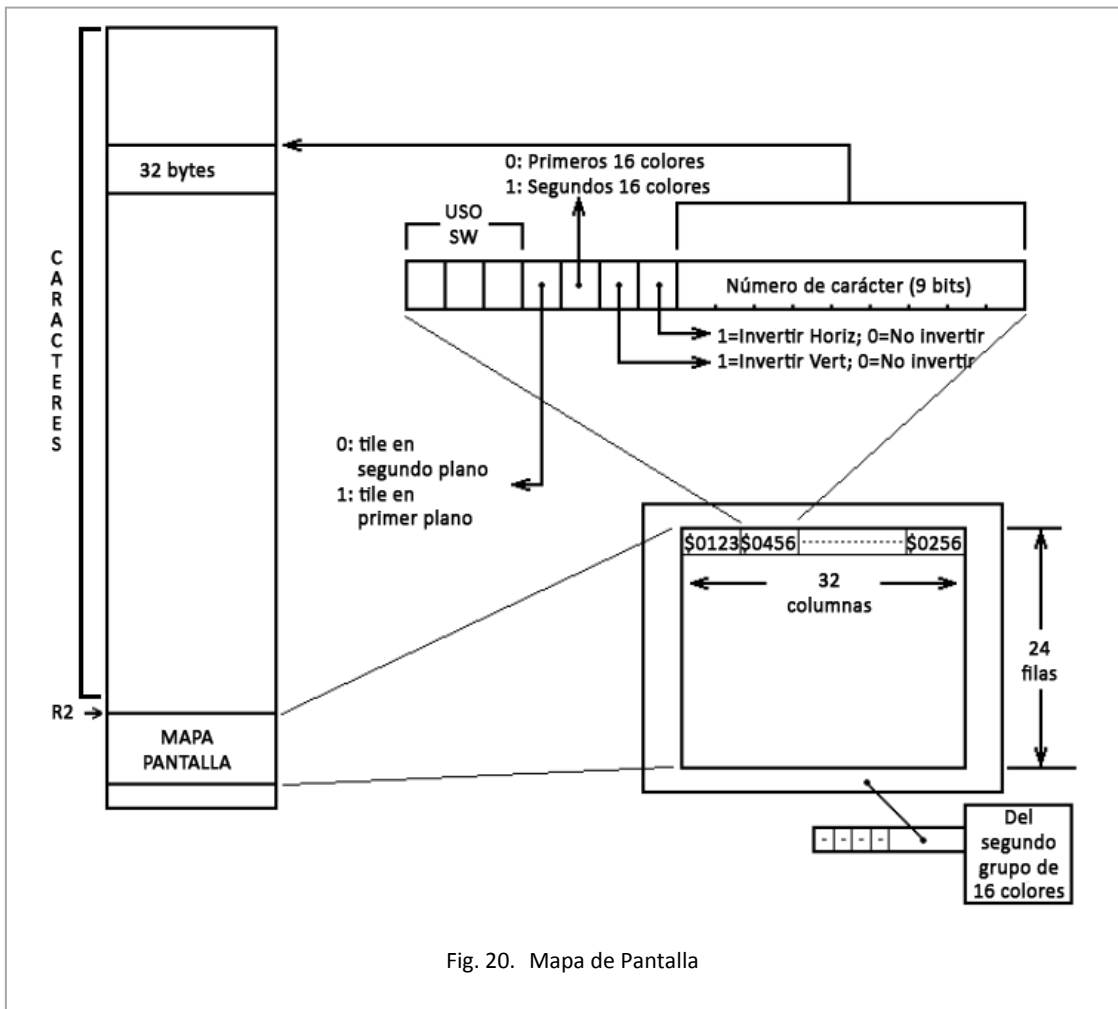 0: Primeros 16 colores
1: Segundos 16 colores
32 bytes
USO
SW
C
A
R
A
C
T
E
R
E
S
Número de carácter (9 bits)
1=Invertir Horiz; 0=No invertir
1=Invertir Vert; 0=No invertir
0: tile en
segundo plano
1: tile en
primer plano
$0123
$0456
$0256
32
columnas
24
filas
R2
MAPA
PANTALLA
- - - -
Del
segundo
grupo de
16 colores
Fig. 20. Mapa de Pantalla